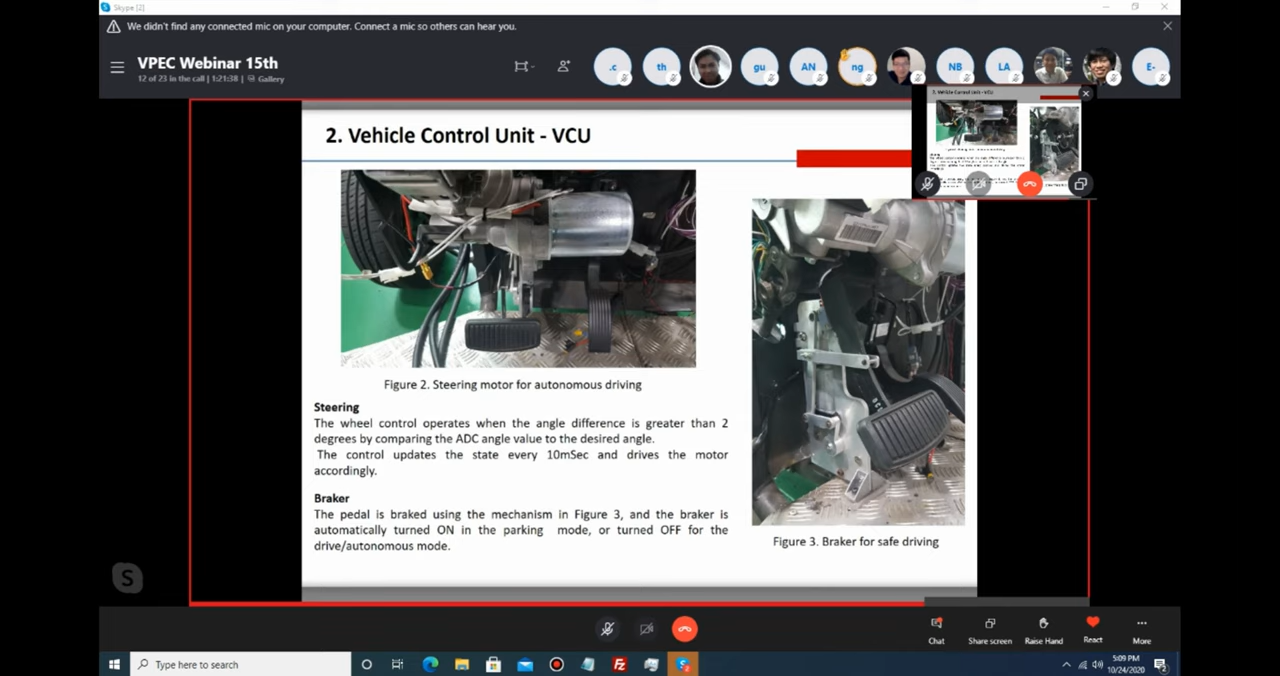 Skype [2]
We didn't find any connected mic on your computer. Connect a mic so others can hear you.
VPEC Webinar 15th
12 of 23 in the call | 1:21:38 | Gallery
.c
th
gu
AN
ng
NB
LA
E-
2. Vehicle Control Unit - VCU
2. Vehicle Control Unit - VCU
Figure 2. Steering motor for autonomous driving
Steering
The wheel control operates when the angle difference is greater than 2
degrees by comparing the ADC angle value to the desired angle.
The control updates the state every 10mSec and drives the motor
accordingly.
Braker
The pedal is braked using the mechanism in Figure 3, and the braker is
automatically turned ON in the parking mode, or turned OFF for the
drive/autonomous mode.
Figure 3. Braker for safe driving
S
Chat
Share screen
Raise Hand
React
More
Type here to search
5:09 PM
10/24/2020